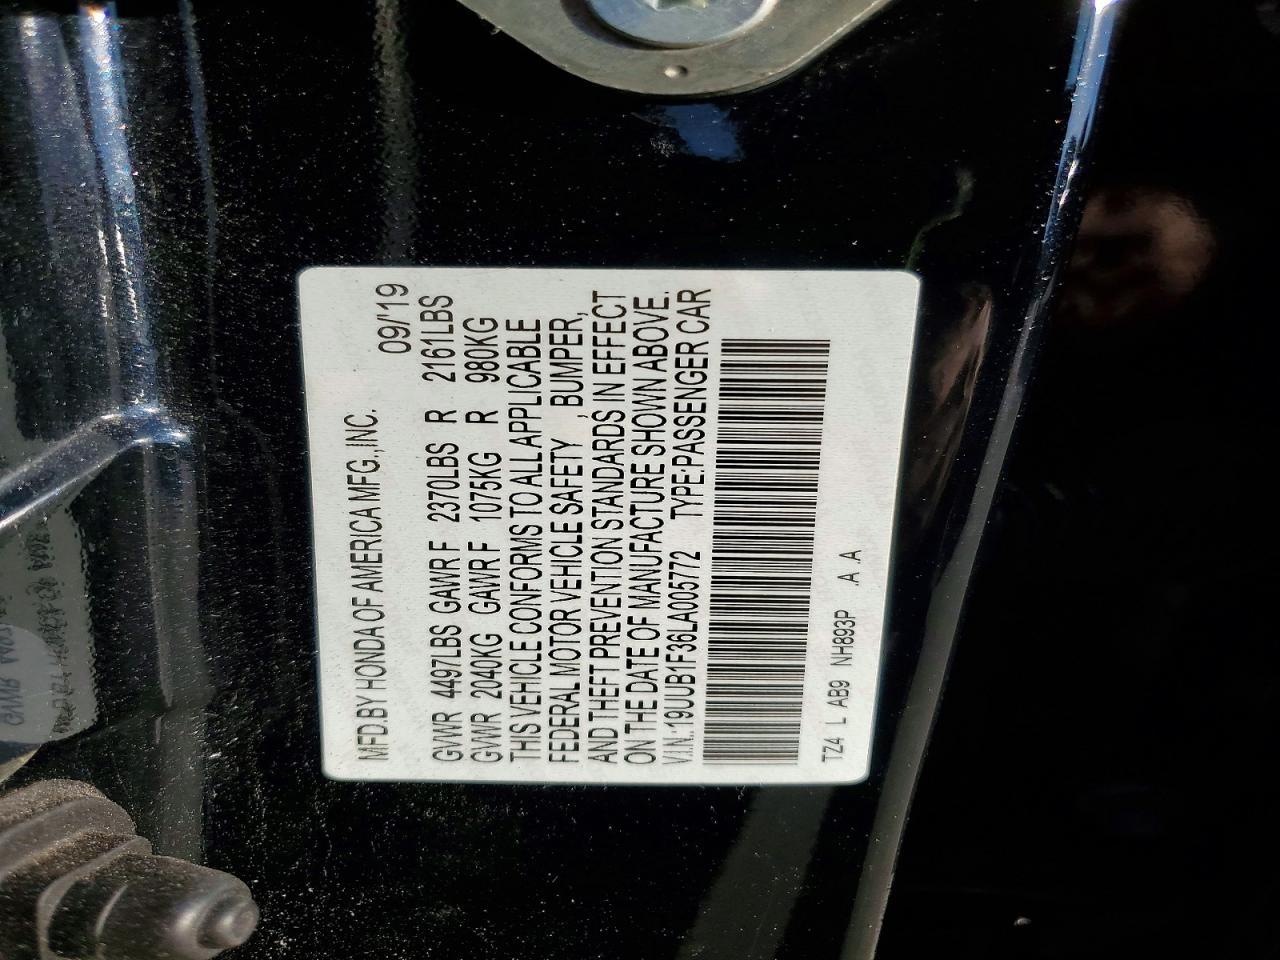 MFD.BY HONDA OF AMERICA MFG.,INC.
09/'19
GVWR 4497LBS GAWR F 2370LBS R 2161LBS
GVWR 2040KG GAWR F 1075KG R 980KG
THIS VEHICLE CONFORMS TO ALL APPLICABLE
FEDERAL MOTOR VEHICLE SAFETY ,BUMPER,
AND THEFT PREVENTION STANDARDS IN EFFECT
ON THE DATE OF MANUFACTURE SHOWN ABOVE.
V.I.N.:19UUB1F36LA005772 TYPE:PASSENGER CAR
TZ4 L AB9 NH893P .A .A